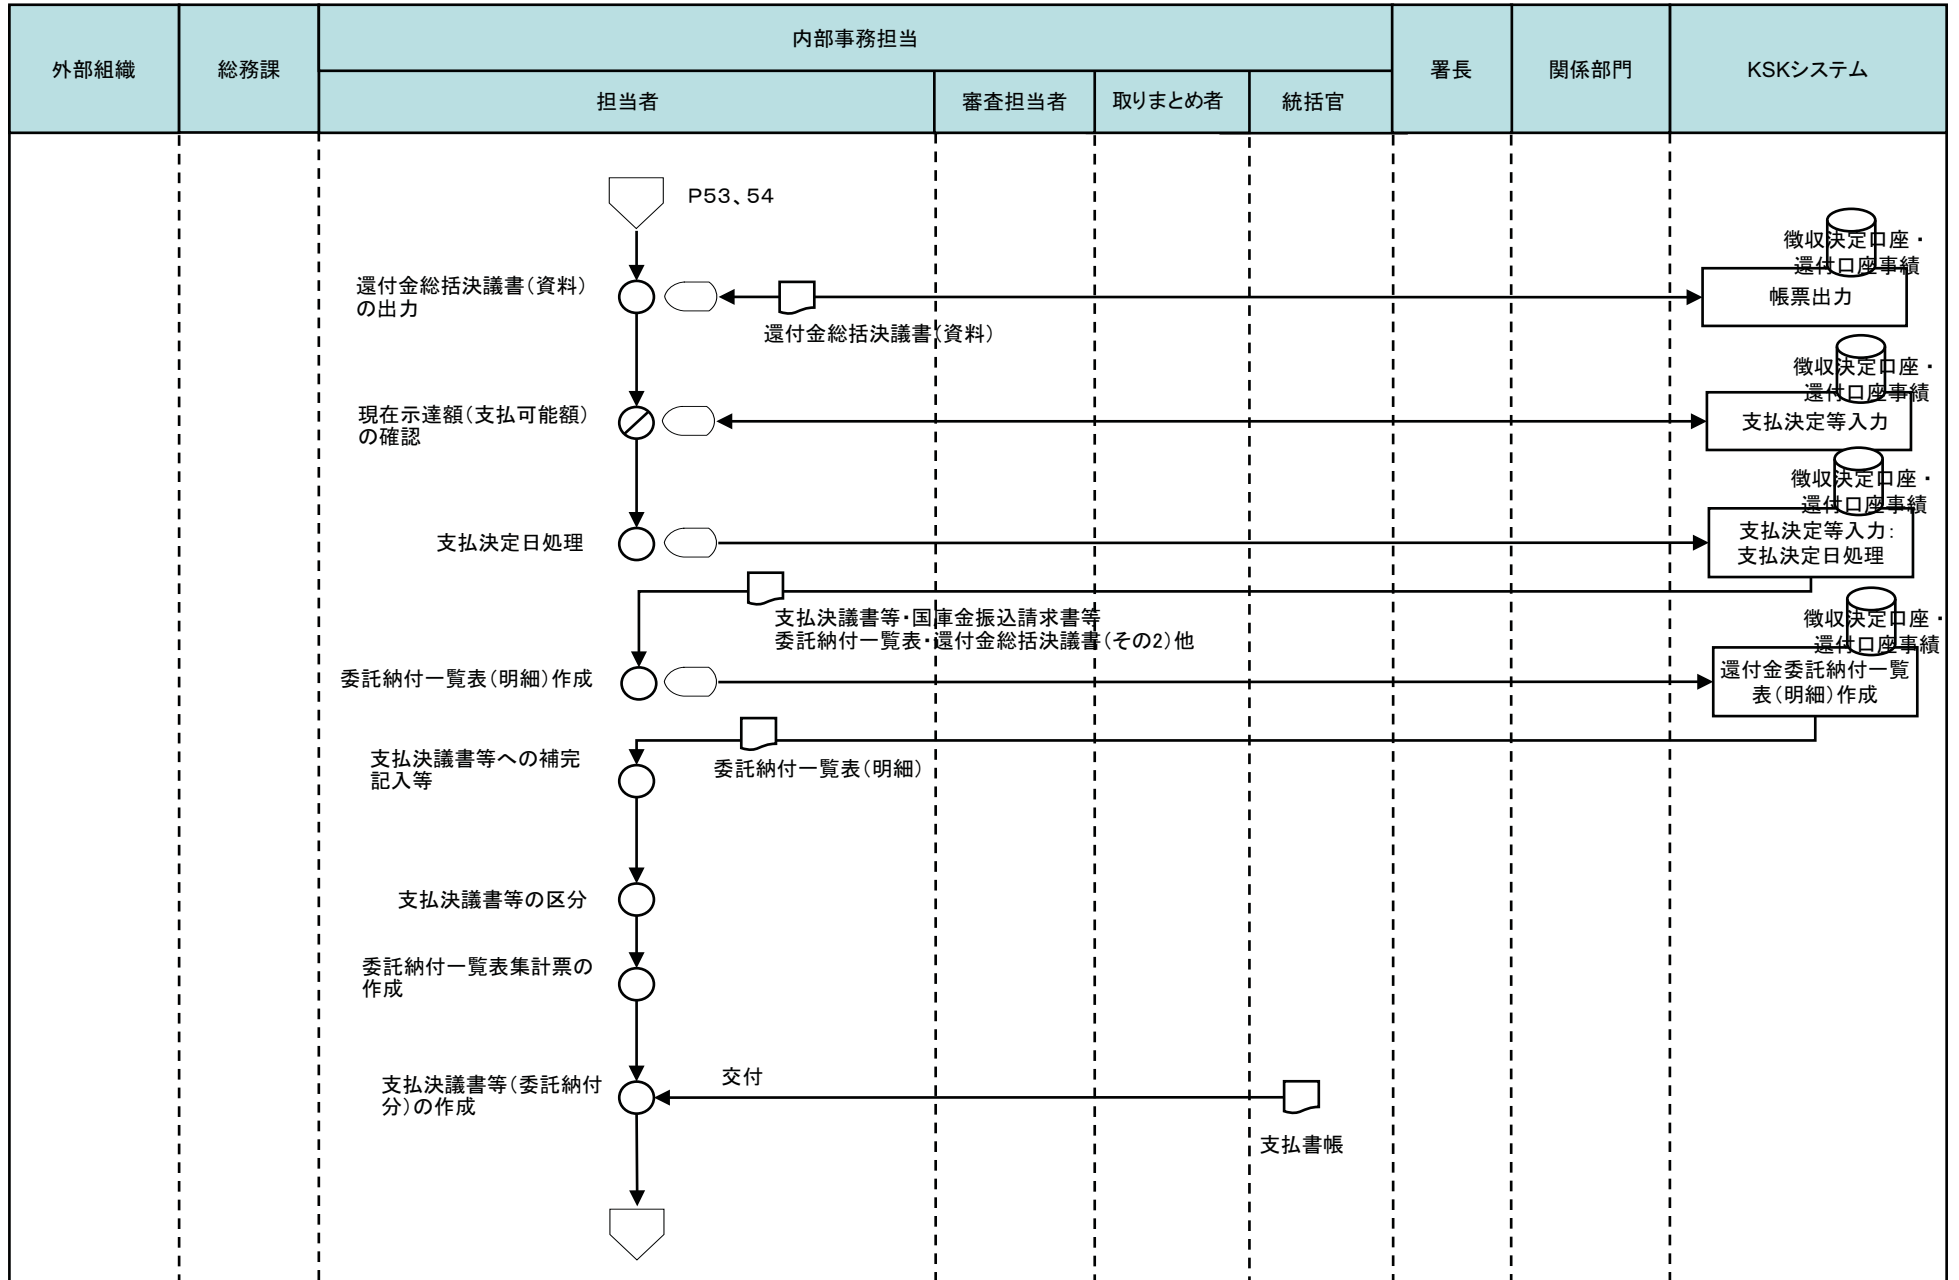 外部組織
総務課
内部事務担当
担当者
審査担当者
取りまとめ者
統括官
署長
関係部門
KSKシステム
P53、54
還付金総括決議書(資料)
の出力
還付金総括決議書(資料)
徴収決定口座・
還付口座事績
帳票出力
現在示達額(支払可能額)
の確認
徴収決定口座・
還付口座事績
支払決定等入力
支払決定日処理
徴収決定口座・
還付口座事績
支払決定等入力:
支払決定日処理
支払決議書等・国庫金振込請求書等
委託納付一覧表・還付金総括決議書(その2)他
委託納付一覧表(明細)作成
徴収決定口座・
還付口座事績
還付金委託納付一覧
表(明細)作成
支払決議書等への補完
記入等
委託納付一覧表(明細)
支払決議書等の区分
委託納付一覧表集計票の
作成
支払決議書等(委託納付
分)の作成
交付
支払書帳